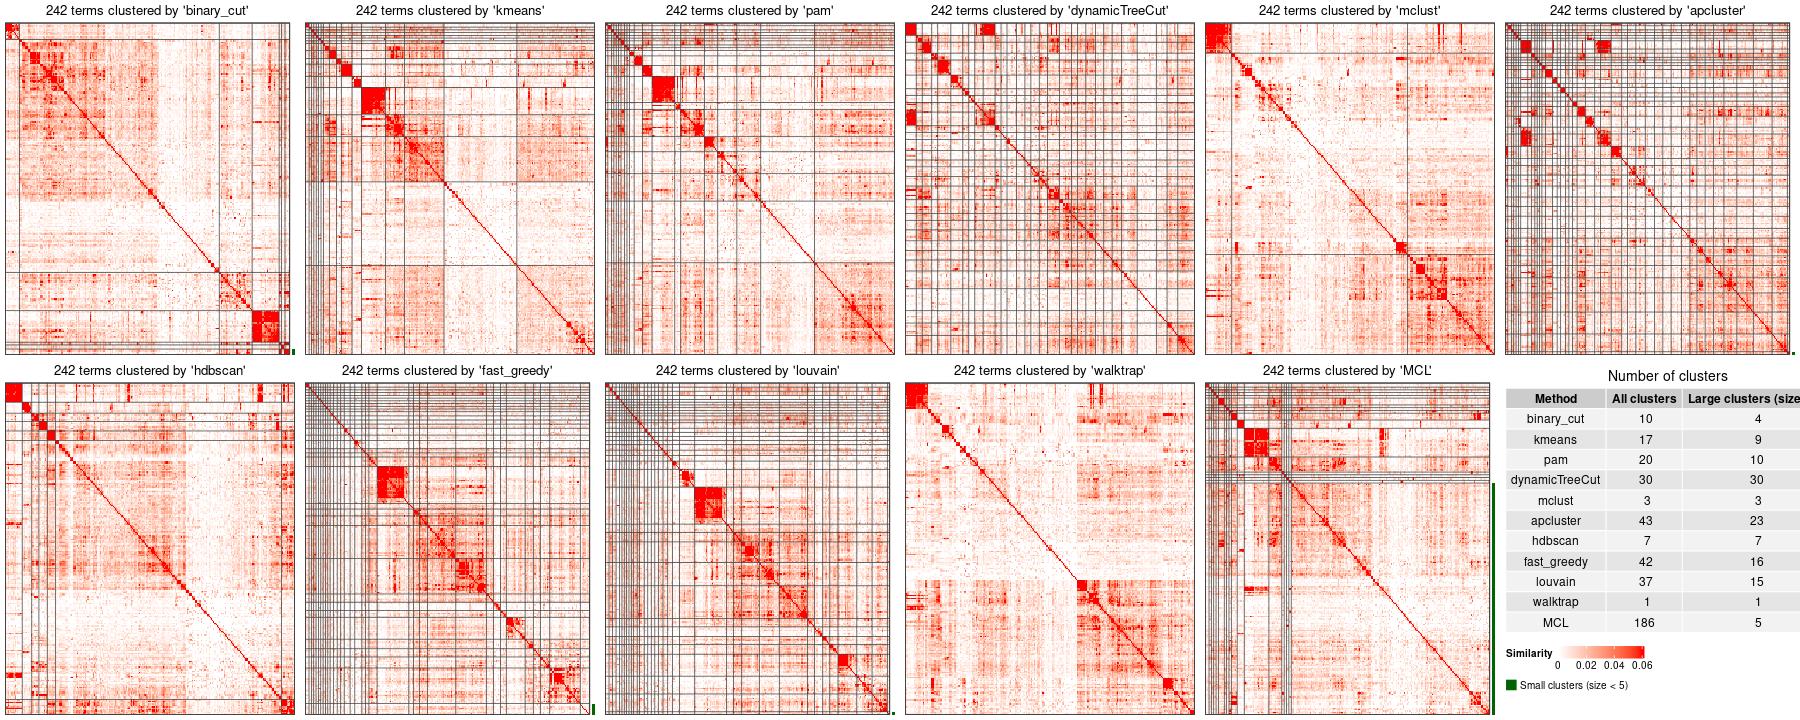 242 terms clustered by 'binary_cut'
242 terms clustered by 'kmeans'
242 terms clustered by 'pam'
242 terms clustered by 'dynamicTreeCut'
242 terms clustered by 'mclust'
242 terms clustered by 'apcluster'
242 terms clustered by 'hdbscan'
242 terms clustered by 'fast_greedy'
242 terms clustered by 'louvain'
242 terms clustered by 'walktrap'
242 terms clustered by 'MCL'
Number of clusters
Method All clusters Large clusters (size
binary_cut 10 4
kmeans 17 9
pam 20 10
dynamicTreeCut 30 30
mclust 3 3
apcluster 43 23
hdbscan 7 7
fast_greedy 42 16
louvain 37 15
walktrap 1 1
MCL 186 5
Similarity
0 0.02 0.04 0.06
Small clusters (size < 5)